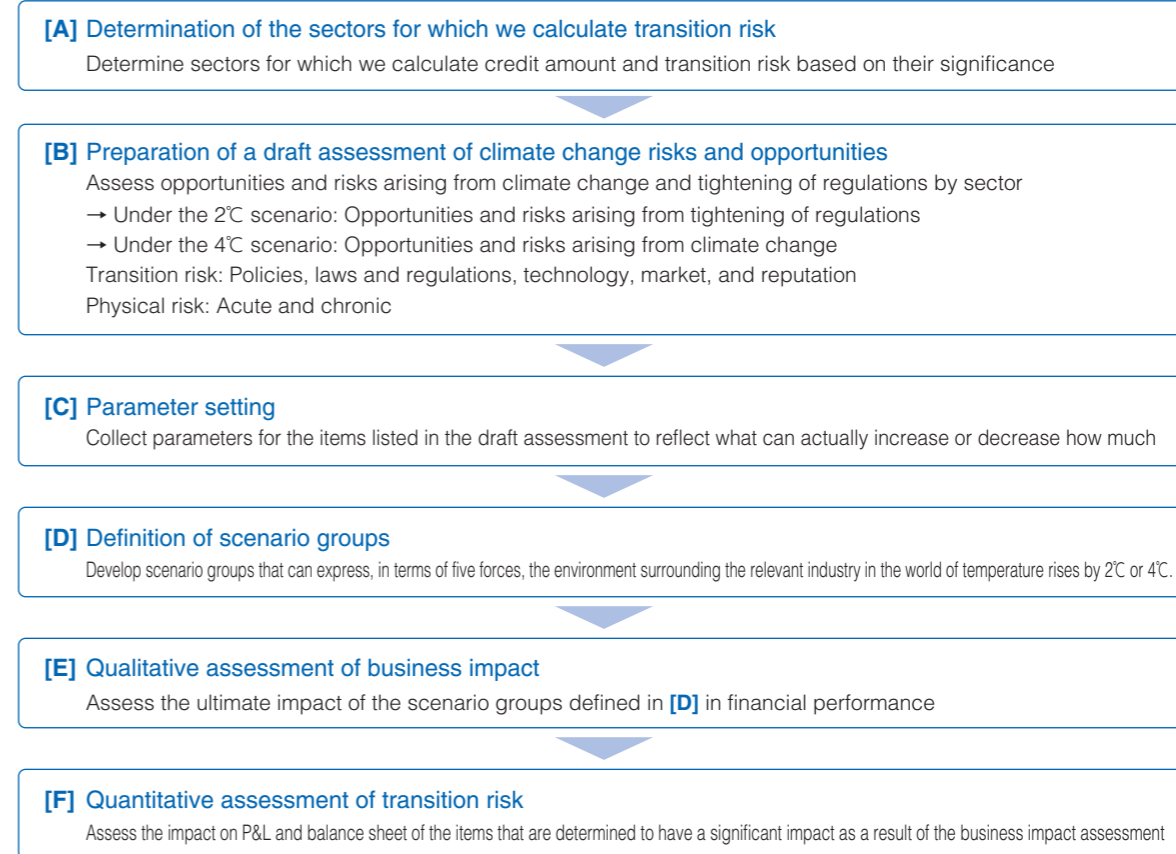 [A] Determination of the sectors for which we calculate transition risk
Determine sectors for which we calculate credit amount and transition risk based on their significance
[B] Preparation of a draft assessment of climate change risks and opportunities
Assess opportunities and risks arising from climate change and tightening of regulations by sector
→ Under the 2℃ scenario: Opportunities and risks arising from tightening of regulations
→ Under the 4℃ scenario: Opportunities and risks arising from climate change
Transition risk: Policies, laws and regulations, technology, market, and reputation
Physical risk: Acute and chronic
[C] Parameter setting
Collect parameters for the items listed in the draft assessment to reflect what can actually increase or decrease how much
[D] Definition of scenario groups
Develop scenario groups that can express, in terms of five forces, the environment surrounding the relevant industry in the world of temperature rises by 2℃ or 4℃.
[E] Qualitative assessment of business impact
Assess the ultimate impact of the scenario groups defined in [D] in financial performance
[F] Quantitative assessment of transition risk
Assess the impact on P&L and balance sheet of the items that are determined to have a significant impact as a result of the business impact assessment